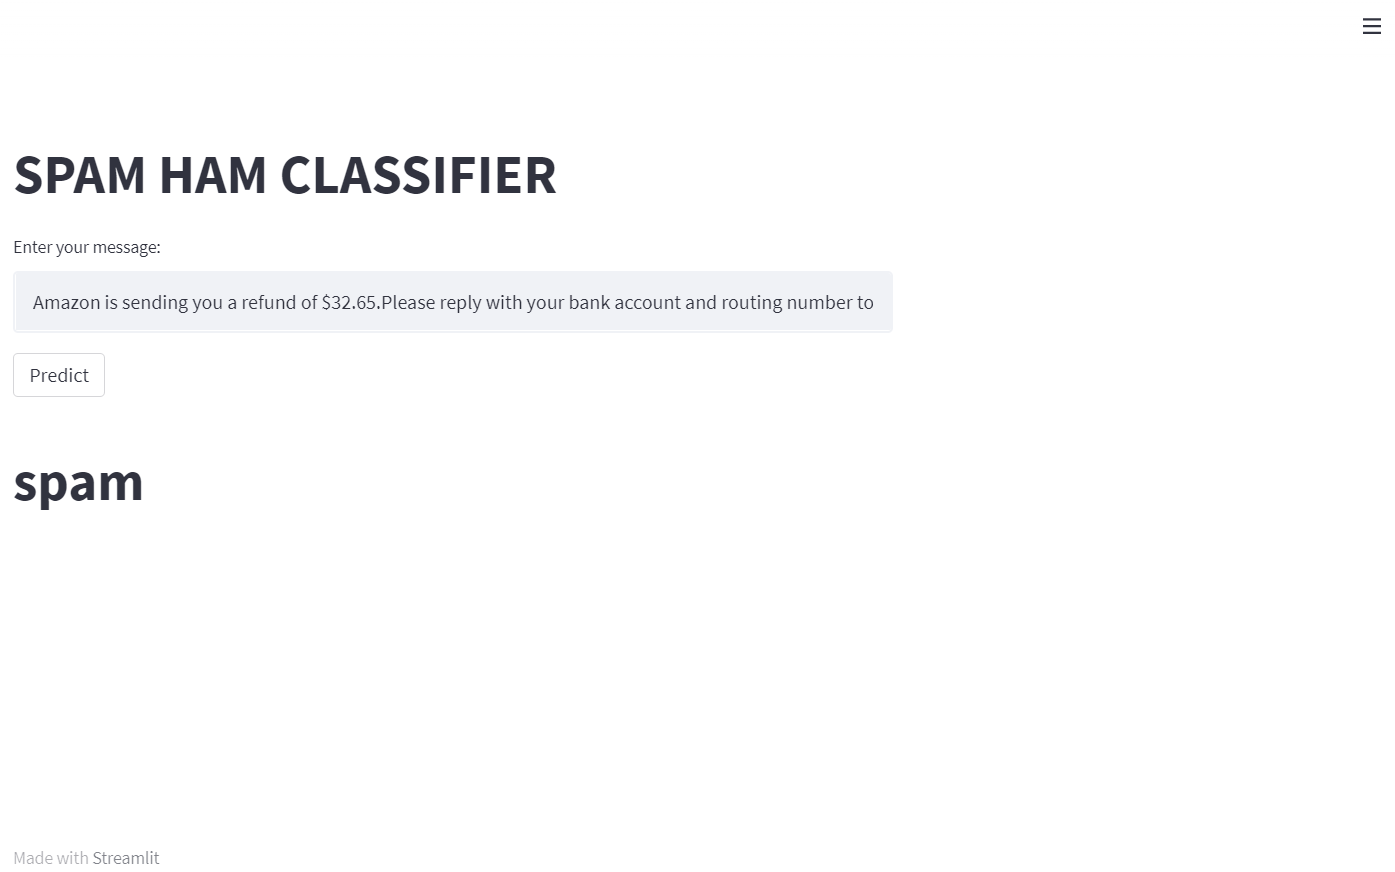 SPAM HAM CLASSIFIER
Enter your message:
Amazon is sending you a refund of $32.65.Please reply with your bank account and routing number to
Predict
spam
Made with Streamlit